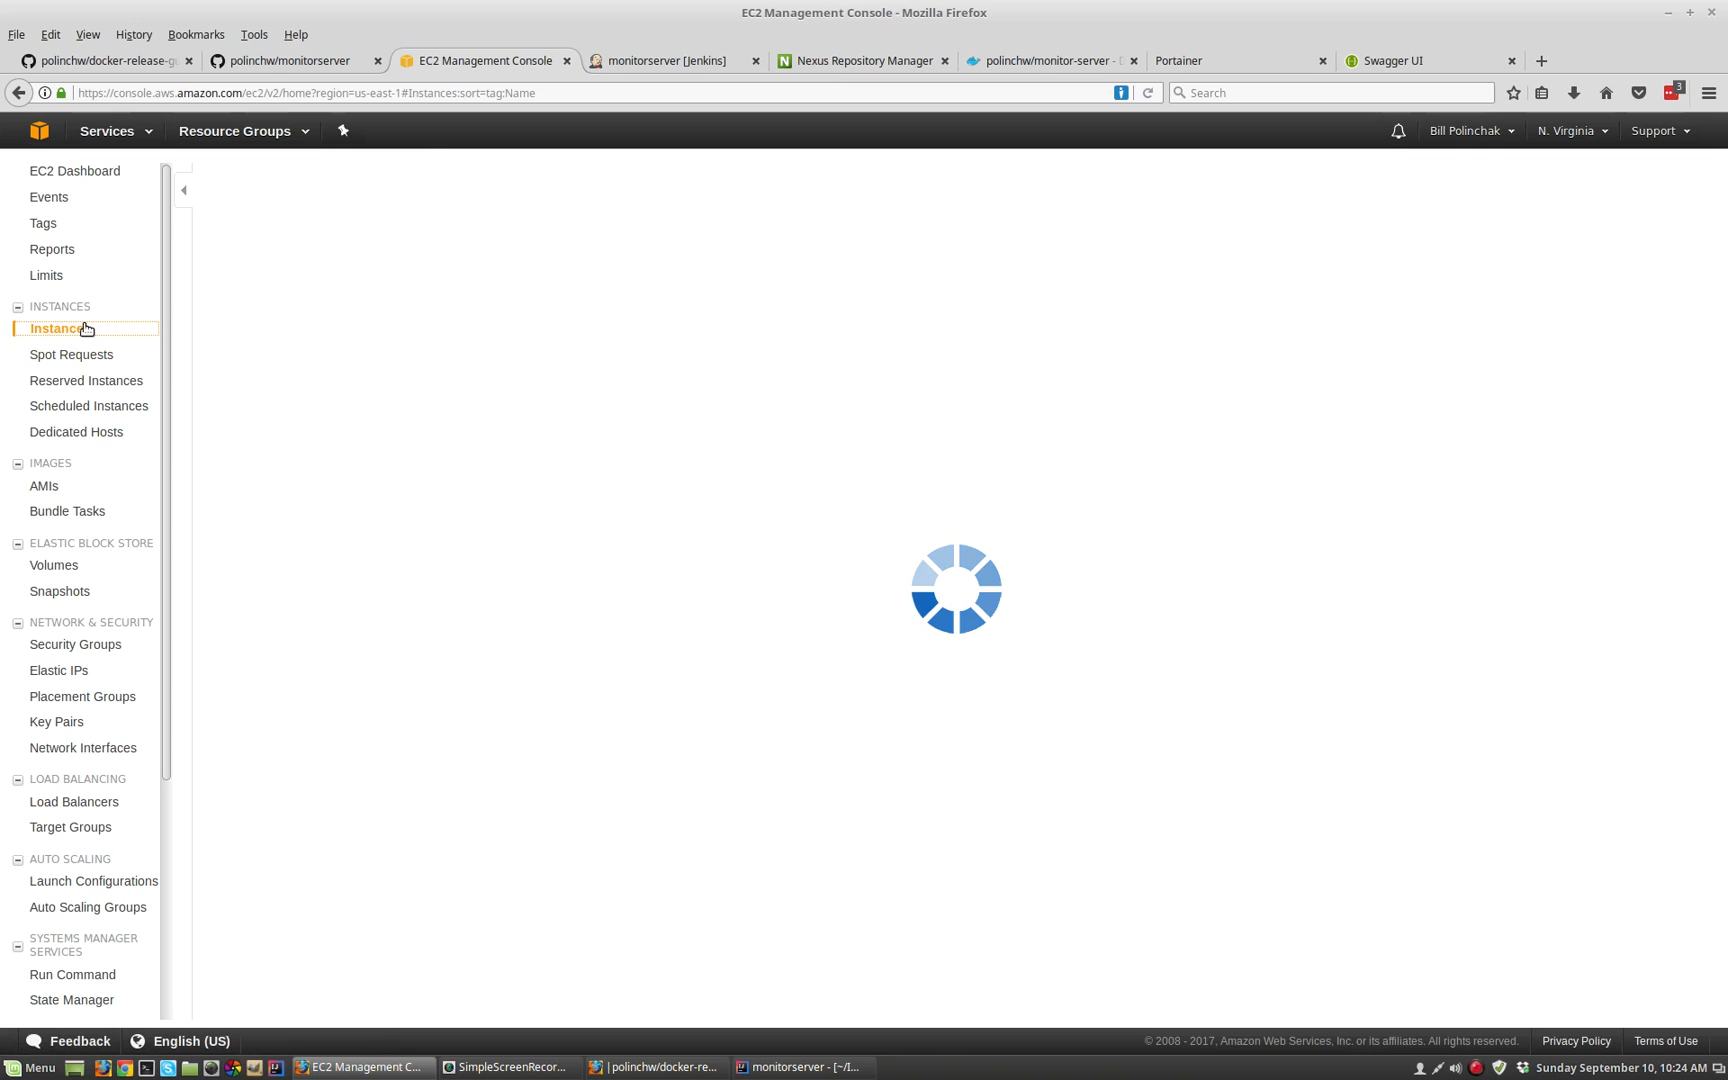 EC2 Management Console - Mozilla Firefox
File Edit View History Bookmarks Tools Help
polinchw/docker-release-gu polinchw/monitorserver EC2 Management Console monitorserver [Jenkins] Nexus Repository Manager polinchw/monitor-server - D Portainer Swagger UI
https://console.aws.amazon.com/ec2/v2/home?region=us-east-1#Instances:sort=tag:Name Search 3
Services Resource Groups Bill Polinchak N. Virginia Support
EC2 Dashboard
Events
Tags
Reports
Limits
INSTANCES
Instances
Spot Requests
Reserved Instances
Scheduled Instances
Dedicated Hosts
IMAGES
AMIs
Bundle Tasks
ELASTIC BLOCK STORE
Volumes
Snapshots
NETWORK & SECURITY
Security Groups
Elastic IPs
Placement Groups
Key Pairs
Network Interfaces
LOAD BALANCING
Load Balancers
Target Groups
AUTO SCALING
Launch Configurations
Auto Scaling Groups
SYSTEMS MANAGER
SERVICES
Run Command
State Manager
Feedback English (US) © 2008 - 2017, Amazon Web Services, Inc. or its affiliates. All rights reserved. Privacy Policy Terms of Use
Menu EC2 Management C... SimpleScreenRecor... polinchw/docker-re... monitorserver - [~/I... Sunday September 10, 10:24 AM